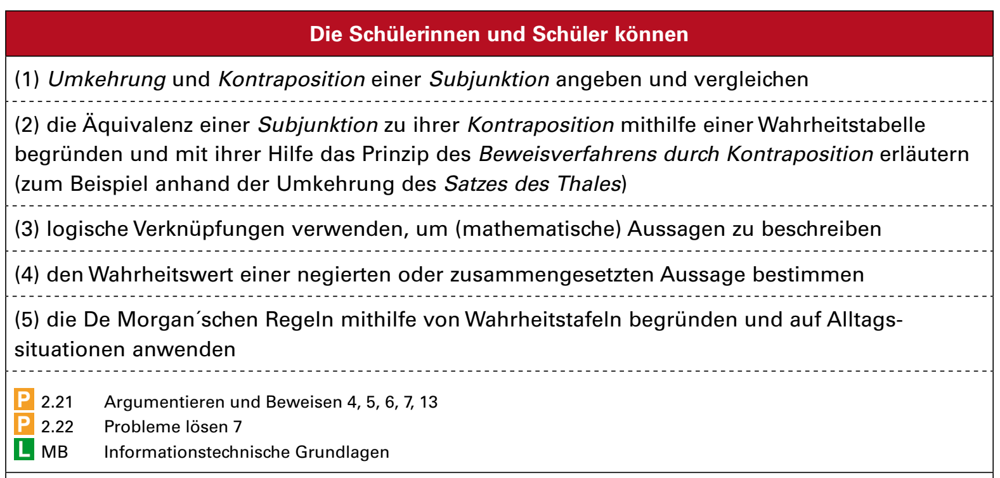 Die Schülerinnen und Schüler können
(1) Umkehrung und Kontraposition einer Subjunktion angeben und vergleichen
(2) die Äquivalenz einer Subjunktion zu ihrer Kontraposition mithilfe einer Wahrheitstabelle
begründen und mit ihrer Hilfe das Prinzip des Beweisverfahrens durch Kontraposition erläutern
(zum Beispiel anhand der Umkehrung des Satzes des Thales)
(3) logische Verknüpfungen verwenden, um (mathematische) Aussagen zu beschreiben
(4) den Wahrheitswert einer negierten oder zusammengesetzten Aussage bestimmen
(5) die De Morgan´schen Regeln mithilfe von Wahrheitstafeln begründen und auf Alltags-
situationen anwenden
P 2.21 Argumentieren und Beweisen 4, 5, 6, 7, 13
P 2.22 Probleme lösen 7
L MB Informationstechnische Grundlagen